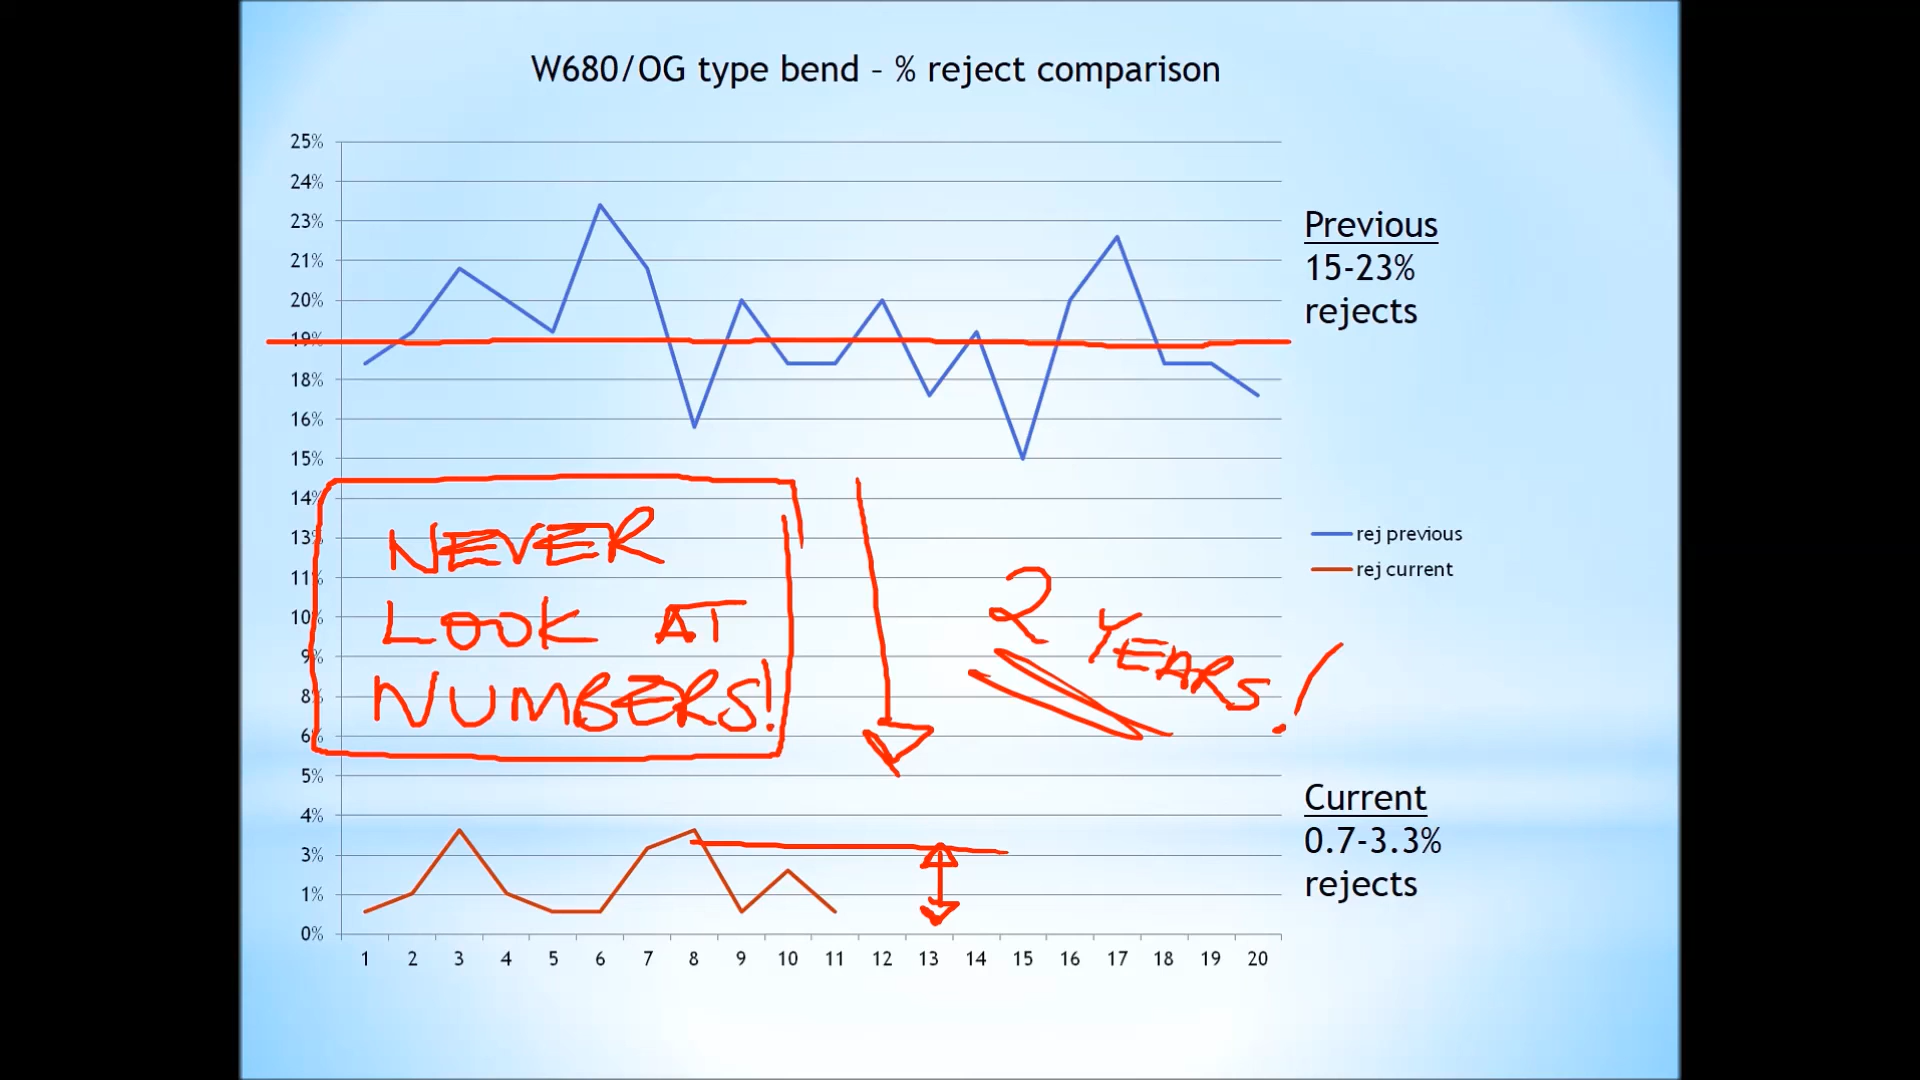 W680/OG type bend – % reject comparison
25%
24%
23%
21%
20%
19%
18%
16%
15%
14%
13%
11%
10%
9%
8%
6%
5%
4%
3%
1%
0%
1 2 3 4 5 6 7 8 9 10 11 12 13 14 15 16 17 18 19 20
Previous
15-23%
rejects
rej previous
rej current
NEVER
LOOK AT
NUMBERS!
2 YEARS!
Current
0.7-3.3%
rejects